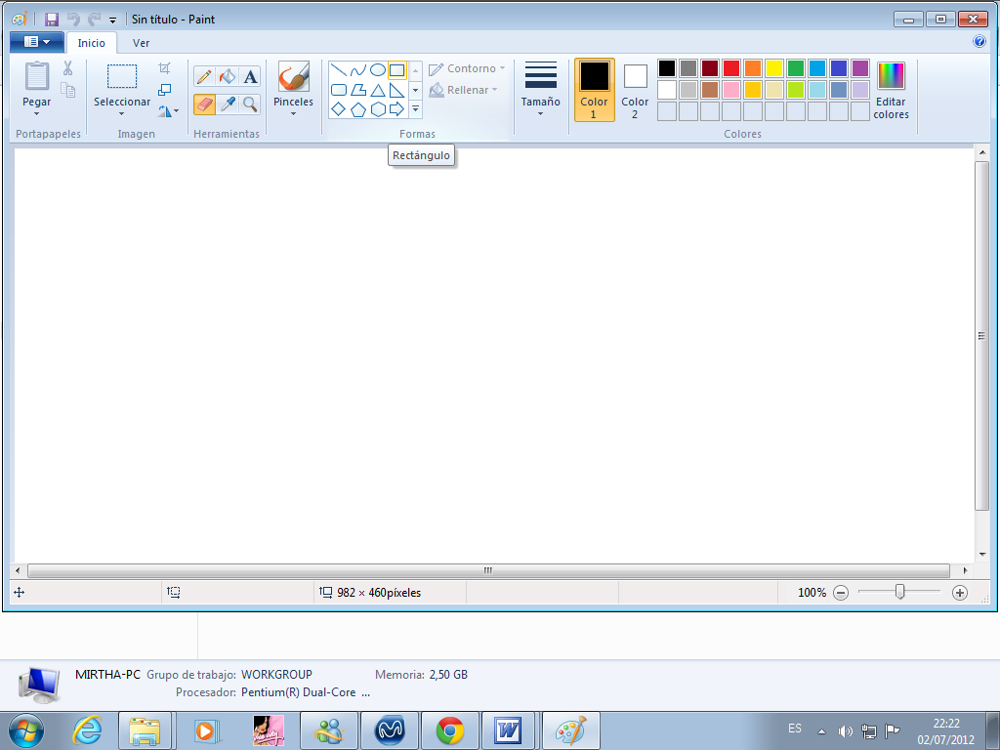 Sin título - Paint
Inicio
Ver
Pegar
Seleccionar
Pinceles
Contorno
Rellenar
Tamaño
Color 1
Color 2
Editar colores
Portapapeles
Imagen
Herramientas
Formas
Colores
Rectángulo
982 × 460píxeles
100%
MIRTHA-PC Grupo de trabajo: WORKGROUP Memoria: 2,50 GB
Procesador: Pentium(R) Dual-Core ...
ES
22:22
02/07/2012